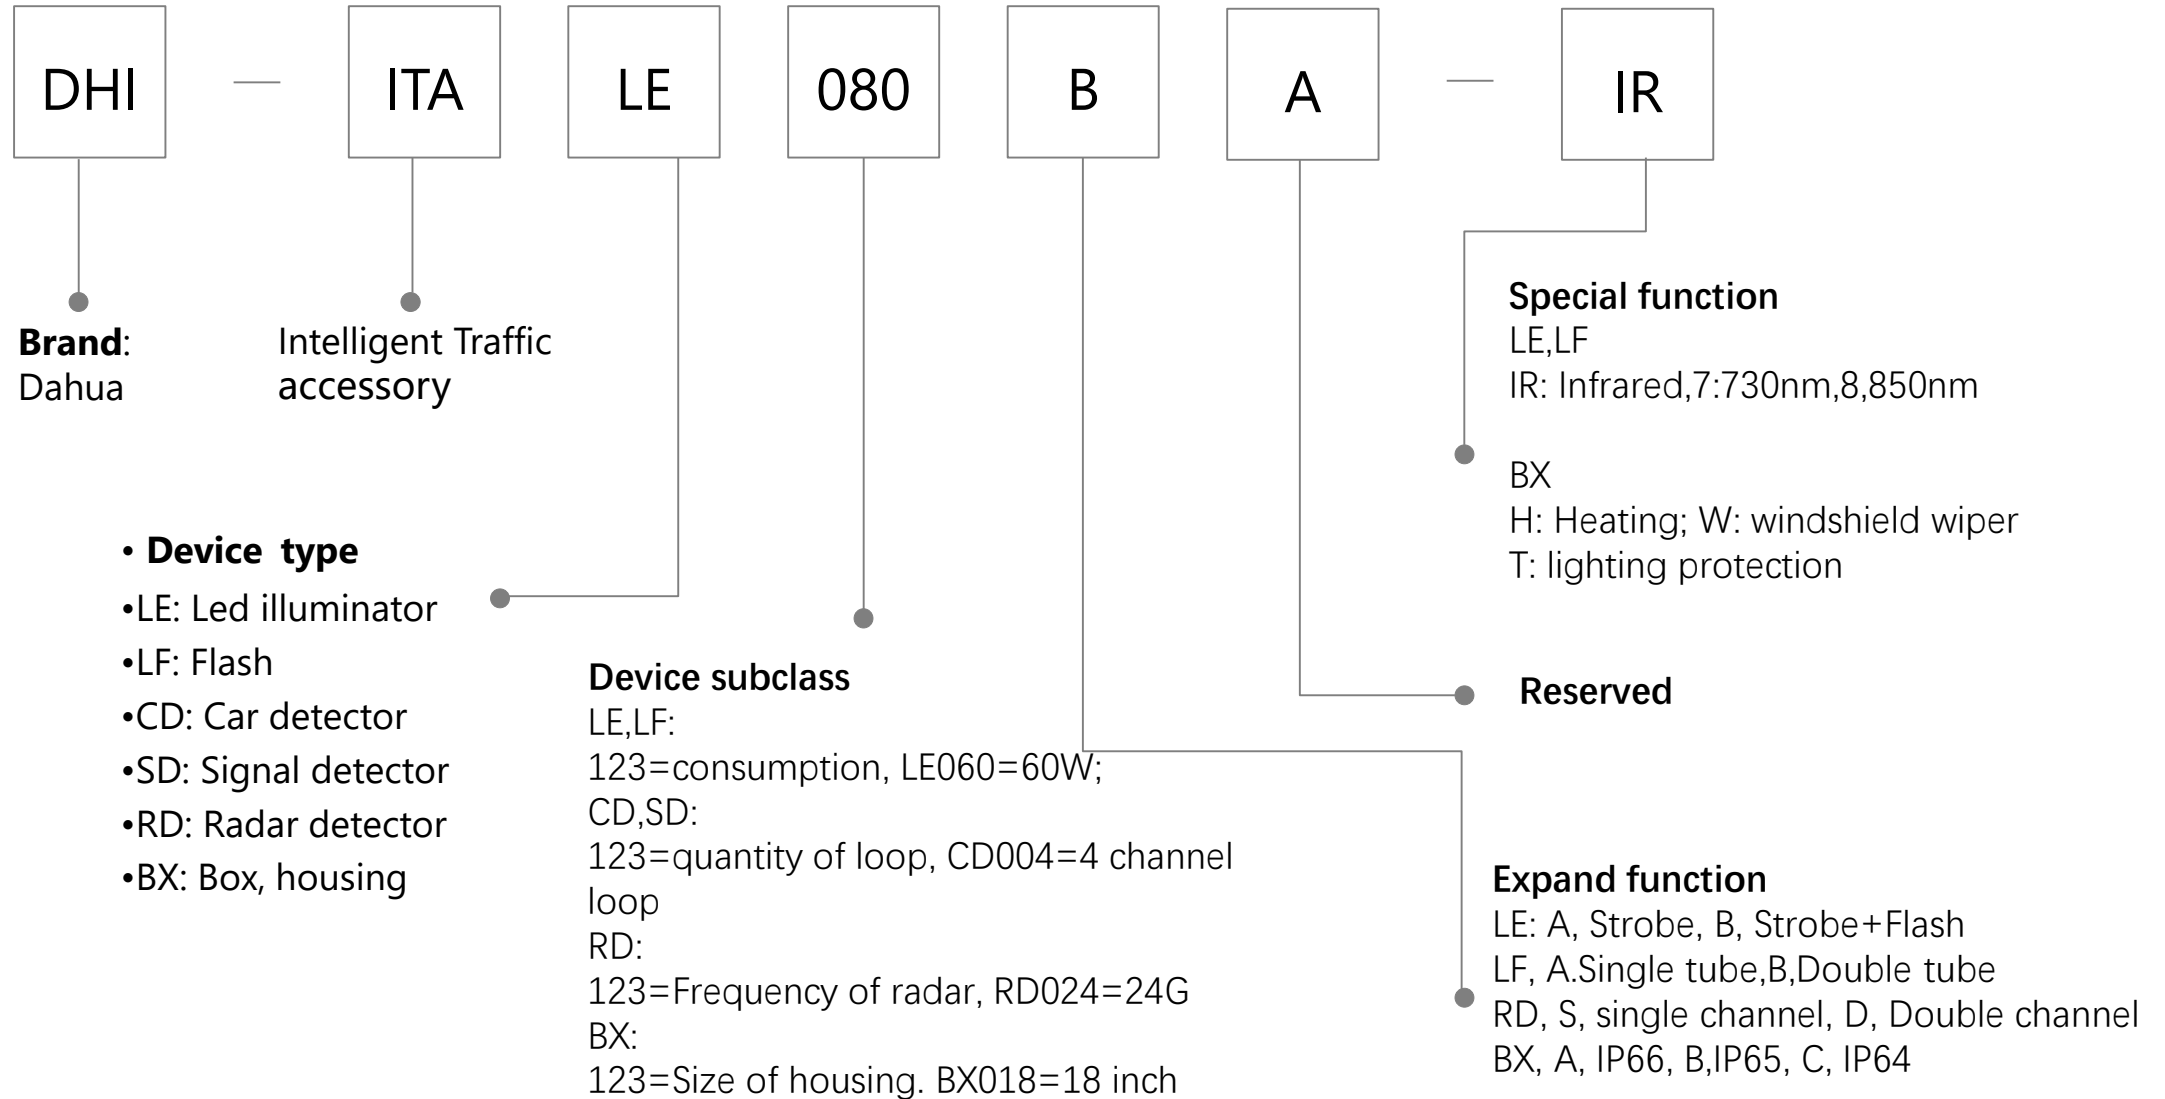 DHI — ITA LE 080 B A — IR
Brand:
Dahua
Intelligent Traffic
accessory
• Device type
•LE: Led illuminator
•LF: Flash
•CD: Car detector
•SD: Signal detector
•RD: Radar detector
•BX: Box, housing
Device subclass
LE,LF:
123=consumption, LE060=60W;
CD,SD:
123=quantity of loop, CD004=4 channel
loop
RD:
123=Frequency of radar, RD024=24G
BX:
123=Size of housing. BX018=18 inch
Special function
LE,LF
IR: Infrared,7:730nm,8,850nm
BX
H: Heating; W: windshield wiper
T: lighting protection
Reserved
Expand function
LE: A, Strobe, B, Strobe+Flash
LF, A.Single tube,B,Double tube
RD, S, single channel, D, Double channel
BX, A, IP66, B,IP65, C, IP64